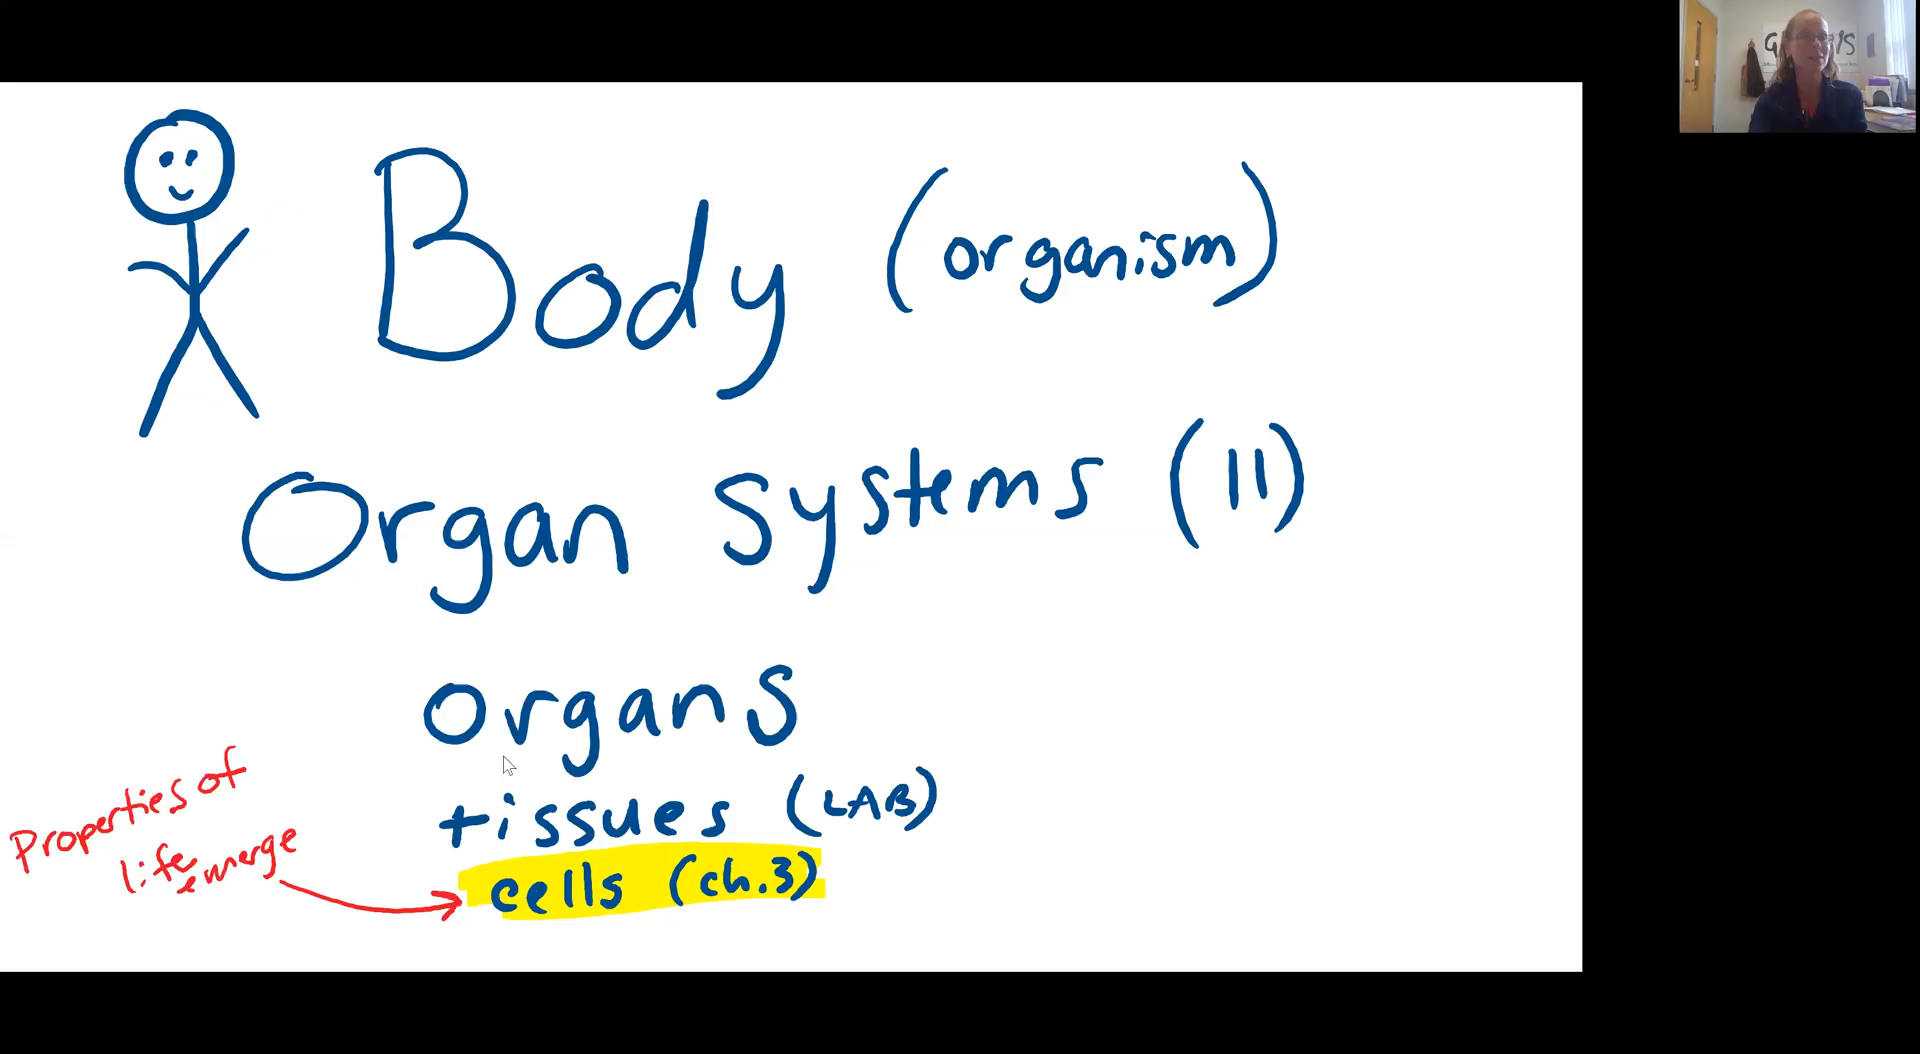 Body (organism)
Organ Systems (11)
organs
tissues (LAB)
cells (ch.3)
Properties of
life emerge